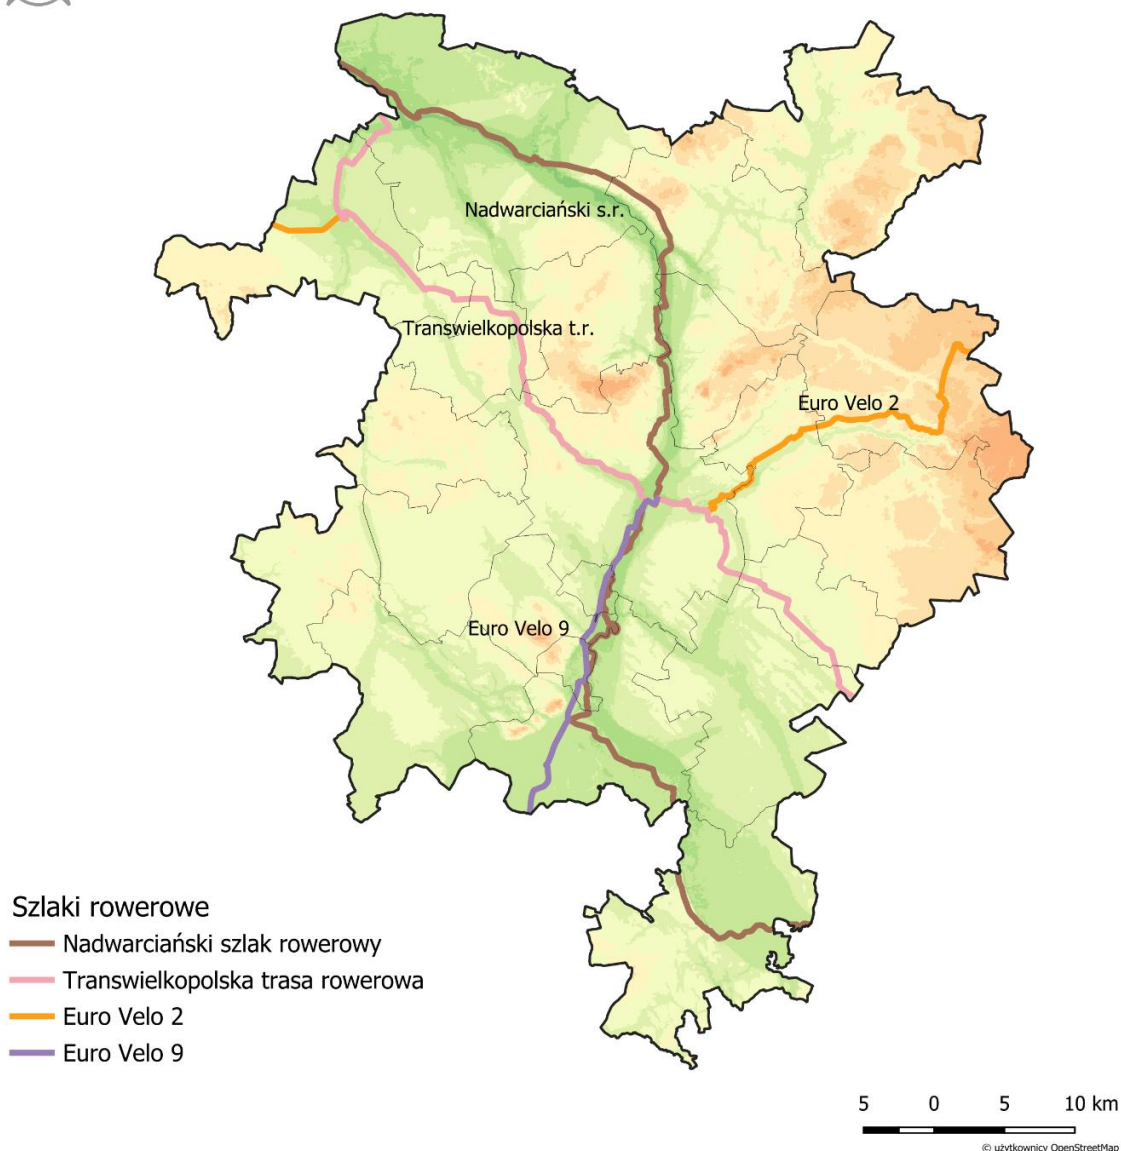 Nadwarciański s.r.
Transwielkopolska t.r.
Euro Velo 2
Euro Velo 9
Szlaki rowerowe
Nadwarciański szlak rowerowy
Transwielkopolska trasa rowerowa
Euro Velo 2
Euro Velo 9
5 0 5 10 km
© użytkownicy OpenStreetMap